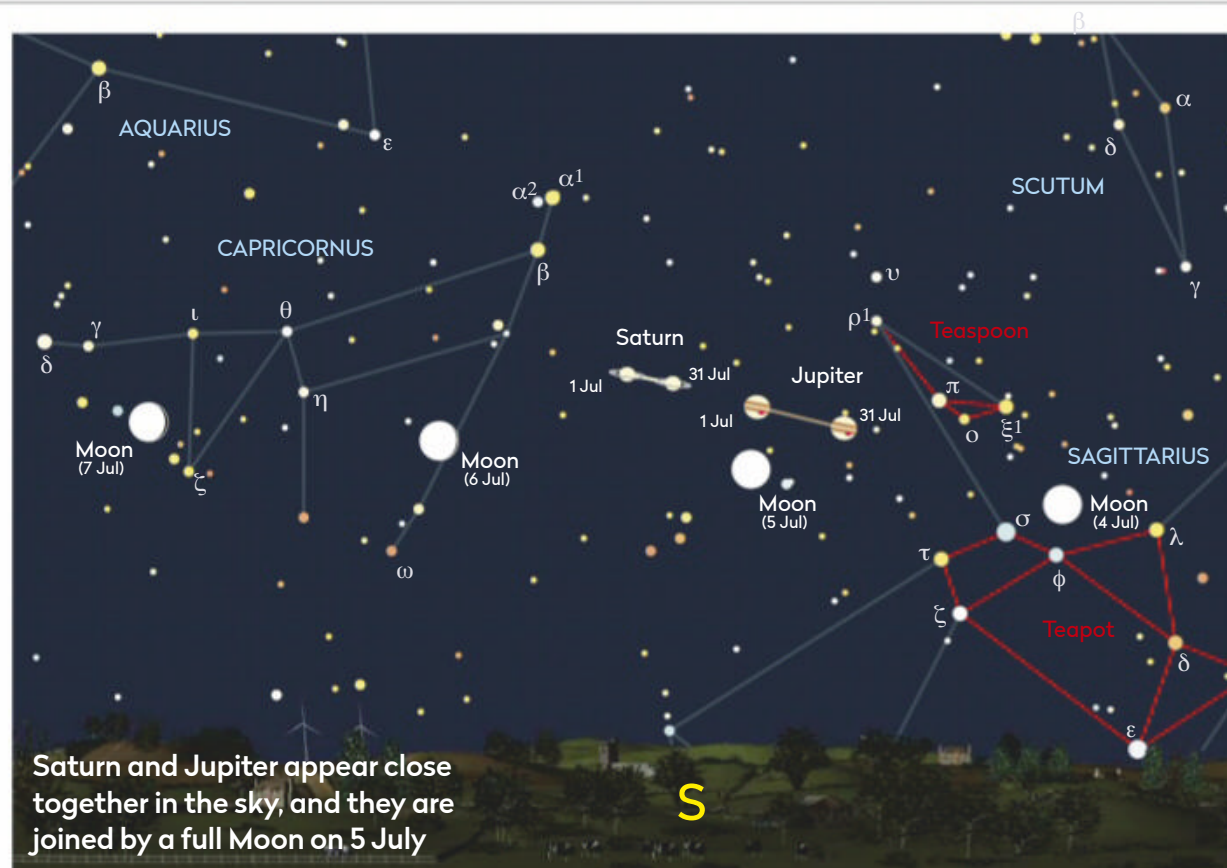 β
β
α
AQUARIUS
ε
δ
SCUTUM
α² α¹
CAPRICORNUS
β
υ
γ
ι
θ
γ
δ
ρ¹
Teaspoon
Saturn
1 Jul
31 Jul
Jupiter
1 Jul
31 Jul
π
ο
ξ¹
η
Moon
(7 Jul)
ζ
Moon
(6 Jul)
SAGITTARIUS
Moon
(5 Jul)
Moon
(4 Jul)
σ
λ
τ
φ
ω
ζ
Teapot
δ
ε
Saturn and Jupiter appear close
together in the sky, and they are
joined by a full Moon on 5 July
S